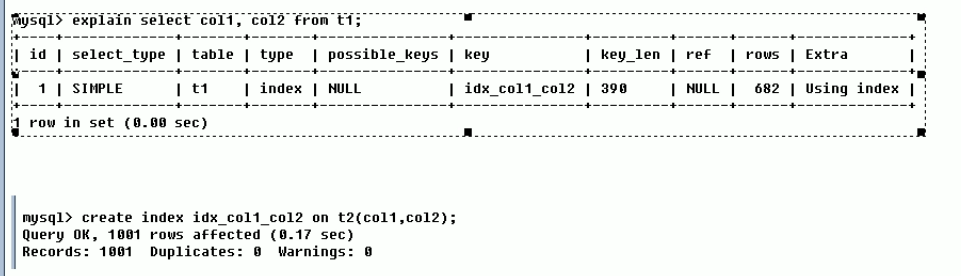 mysql> explain select col1, col2 from t1;
+----+-------------+-------+-------+---------------+---------------+---------+------+------+-------------+
| id | select_type | table | type | possible_keys | key | key_len | ref | rows | Extra |
+----+-------------+-------+-------+---------------+---------------+---------+------+------+-------------+
| 1 | SIMPLE | t1 | index | NULL | idx_col1_col2 | 390 | NULL | 682 | Using index |
+----+-------------+-------+-------+---------------+---------------+---------+------+------+-------------+
1 row in set (0.00 sec)
mysql> create index idx_col1_col2 on t2(col1,col2);
Query OK, 1001 rows affected (0.17 sec)
Records: 1001 Duplicates: 0 Warnings: 0